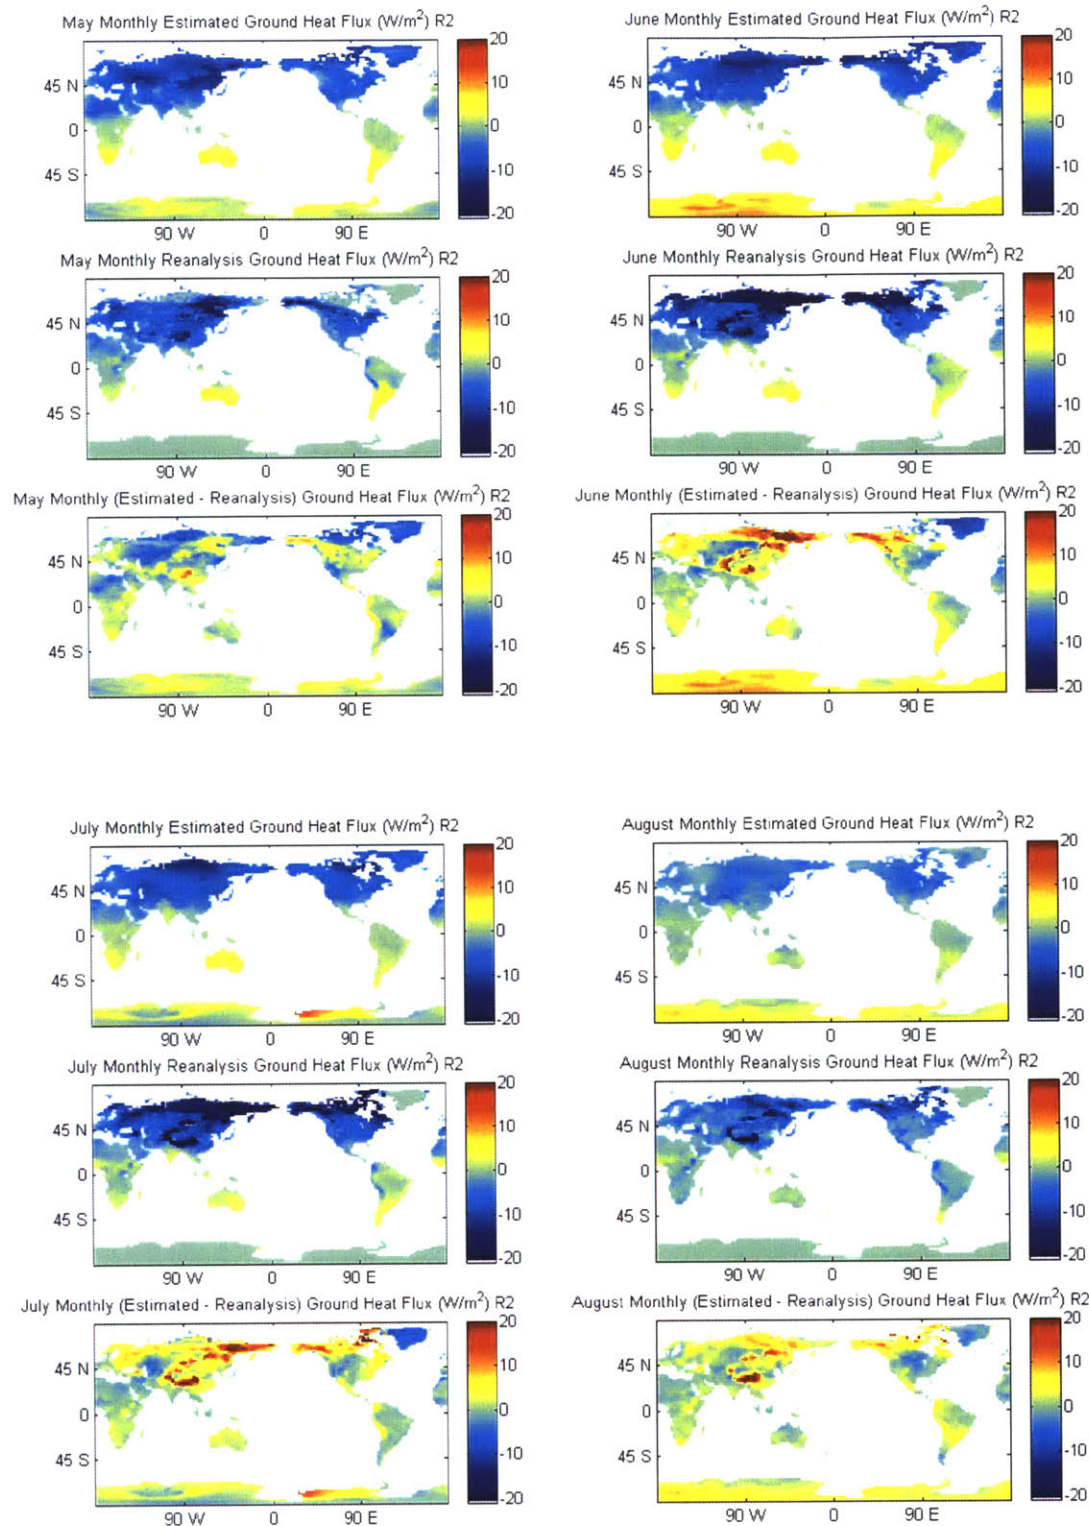 May Monthly Estimated Ground Heat Flux (W/m²) R2
20
10
0
-10
-20
45 N
0
45 S
90 W 0 90 E
May Monthly Reanalysis Ground Heat Flux (W/m²) R2
20
10
0
-10
-20
45 N
0
45 S
90 W 0 90 E
May Monthly (Estimated - Reanalysis) Ground Heat Flux (W/m²) R2
20
10
0
-10
-20
45 N
0
45 S
90 W 0 90 E
June Monthly Estimated Ground Heat Flux (W/m²) R2
20
10
0
-10
-20
45 N
0
45 S
90 W 0 90 E
June Monthly Reanalysis Ground Heat Flux (W/m²) R2
20
10
0
-10
-20
45 N
0
45 S
90 W 0 90 E
June Monthly (Estimated - Reanalysis) Ground Heat Flux (W/m²) R2
20
10
0
-10
-20
45 N
0
45 S
90 W 0 90 E
July Monthly Estimated Ground Heat Flux (W/m²) R2
20
10
0
-10
-20
45 N
0
45 S
90 W 0 90 E
July Monthly Reanalysis Ground Heat Flux (W/m²) R2
20
10
0
-10
-20
45 N
0
45 S
90 W 0 90 E
July Monthly (Estimated - Reanalysis) Ground Heat Flux (W/m²) R2
20
10
0
-10
-20
45 N
0
45 S
90 W 0 90 E
August Monthly Estimated Ground Heat Flux (W/m²) R2
20
10
0
-10
-20
45 N
0
45 S
90 W 0 90 E
August Monthly Reanalysis Ground Heat Flux (W/m²) R2
20
10
0
-10
-20
45 N
0
45 S
90 W 0 90 E
August Monthly (Estimated - Reanalysis) Ground Heat Flux (W/m²) R2
20
10
0
-10
-20
45 N
0
45 S
90 W 0 90 E